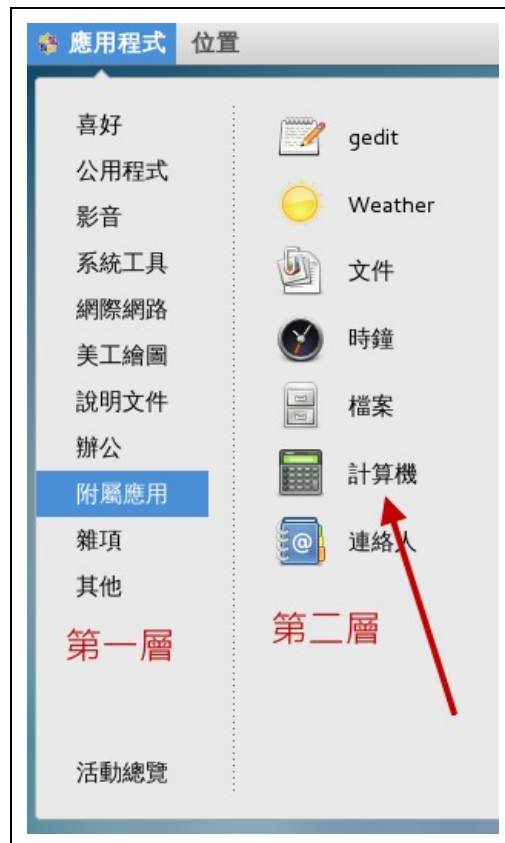 應用程式 位置
喜好
公用程式
影音
系統工具
網際網路
美工繪圖
說明文件
辦公
附屬應用
雜項
其他
第一層
活動總覽
gedit
Weather
文件
時鐘
檔案
計算機
連絡人
第二層